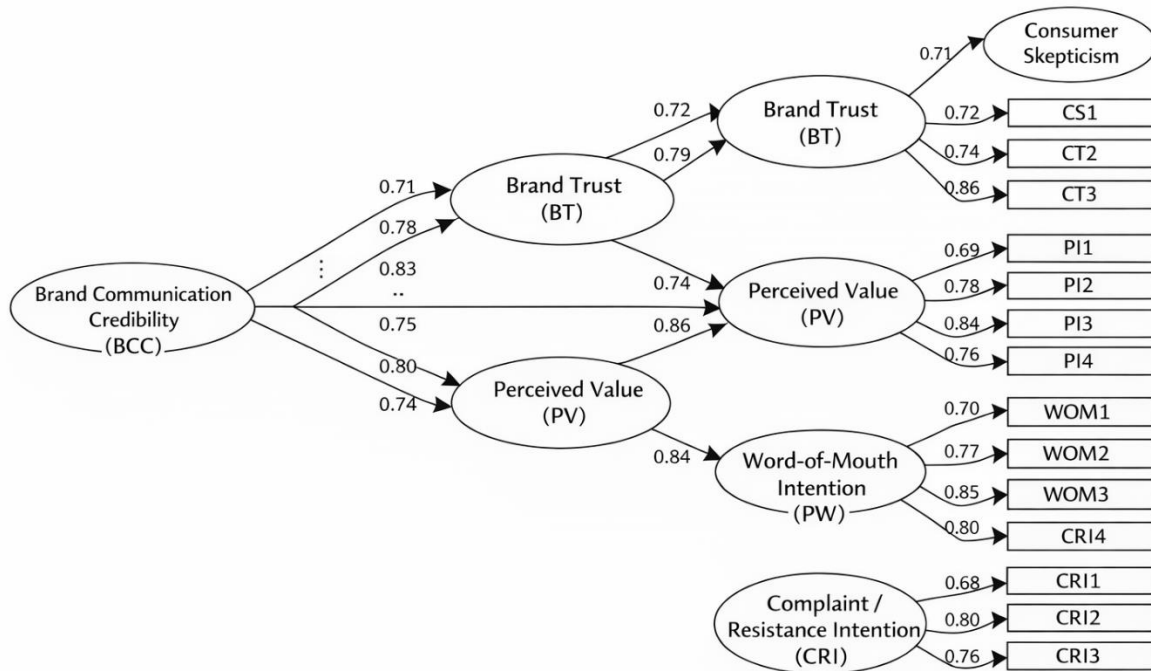 Consumer
Skepticism
0.71
0.72
Brand Trust
(BT)
0.72
CS1
0.74
CT2
0.79
0.86
CT3
0.71
Brand Trust
(BT)
0.78
0.69
PI1
⋮
0.83
0.74
Perceived Value
(PV)
0.78
PI2
..
Brand Communication
Credibility
(BCC)
0.75
0.86
0.84
PI3
0.76
PI4
0.80
Perceived Value
(PV)
0.74
0.70
WOM1
0.84
Word-of-Mouth
Intention
(PW)
0.77
WOM2
0.85
WOM3
0.80
CRI4
Complaint /
Resistance Intention
(CRI)
0.68
CRI1
0.80
CRI2
0.76
CRI3